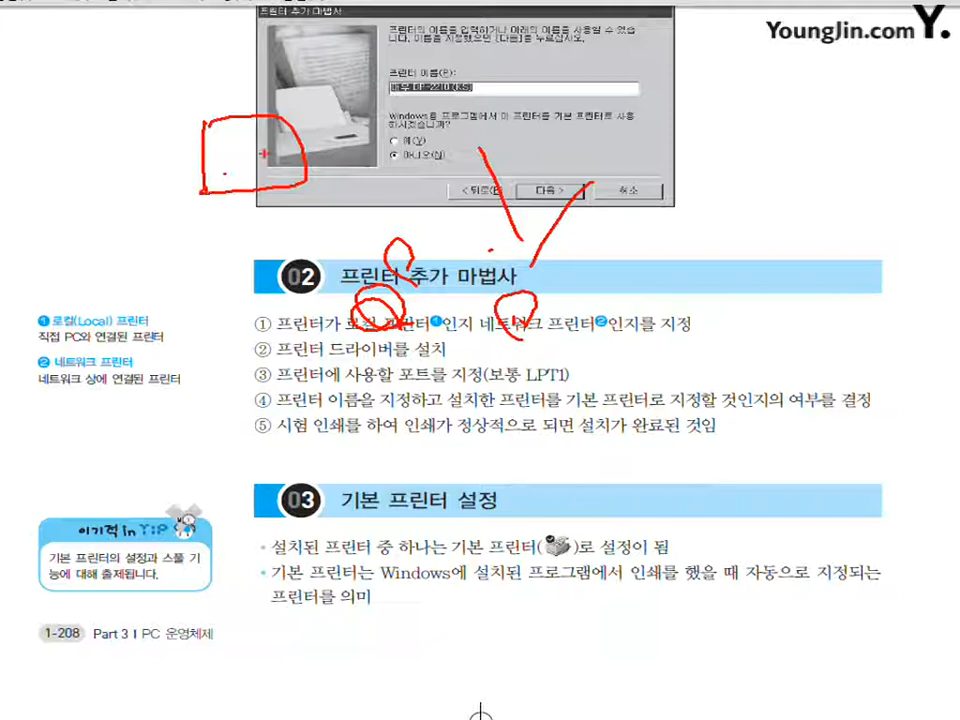 프린터 추가 마법사
YoungJin.com Y.
프린터의 이름을 입력하거나 아래의 이름을 사용할 수 있습
니다. 이름을 지정했으면 [다음]을 누르십시오.
프린터 이름(P):
Windows용 프로그램에서 이 프린터를 기본 프린터로 사용
하시겠습니까?
예(Y)
아니오(N)
< 뒤로(B) 다음 > 취소
02 프린터 추가 마법사
① 프린터가 로컬 프린터❶인지 네트워크 프린터❷인지를 지정
② 프린터 드라이버를 설치
③ 프린터에 사용할 포트를 지정(보통 LPT1)
④ 프린터 이름을 지정하고 설치한 프린터를 기본 프린터로 지정할 것인지의 여부를 결정
⑤ 시험 인쇄를 하여 인쇄가 정상적으로 되면 설치가 완료된 것임
❶ 로컬(Local) 프린터
직접 PC와 연결된 프린터
❷ 네트워크 프린터
네트워크 상에 연결된 프린터
03 기본 프린터 설정
• 설치된 프린터 중 하나는 기본 프린터( )로 설정이 됨
• 기본 프린터는 Windows에 설치된 프로그램에서 인쇄를 했을 때 자동으로 지정되는
프린터를 의미
이기적 in TIP
기본 프린터의 설정과 스풀 기
능에 대해 출제됩니다.
1-208 Part 3 I PC 운영체제